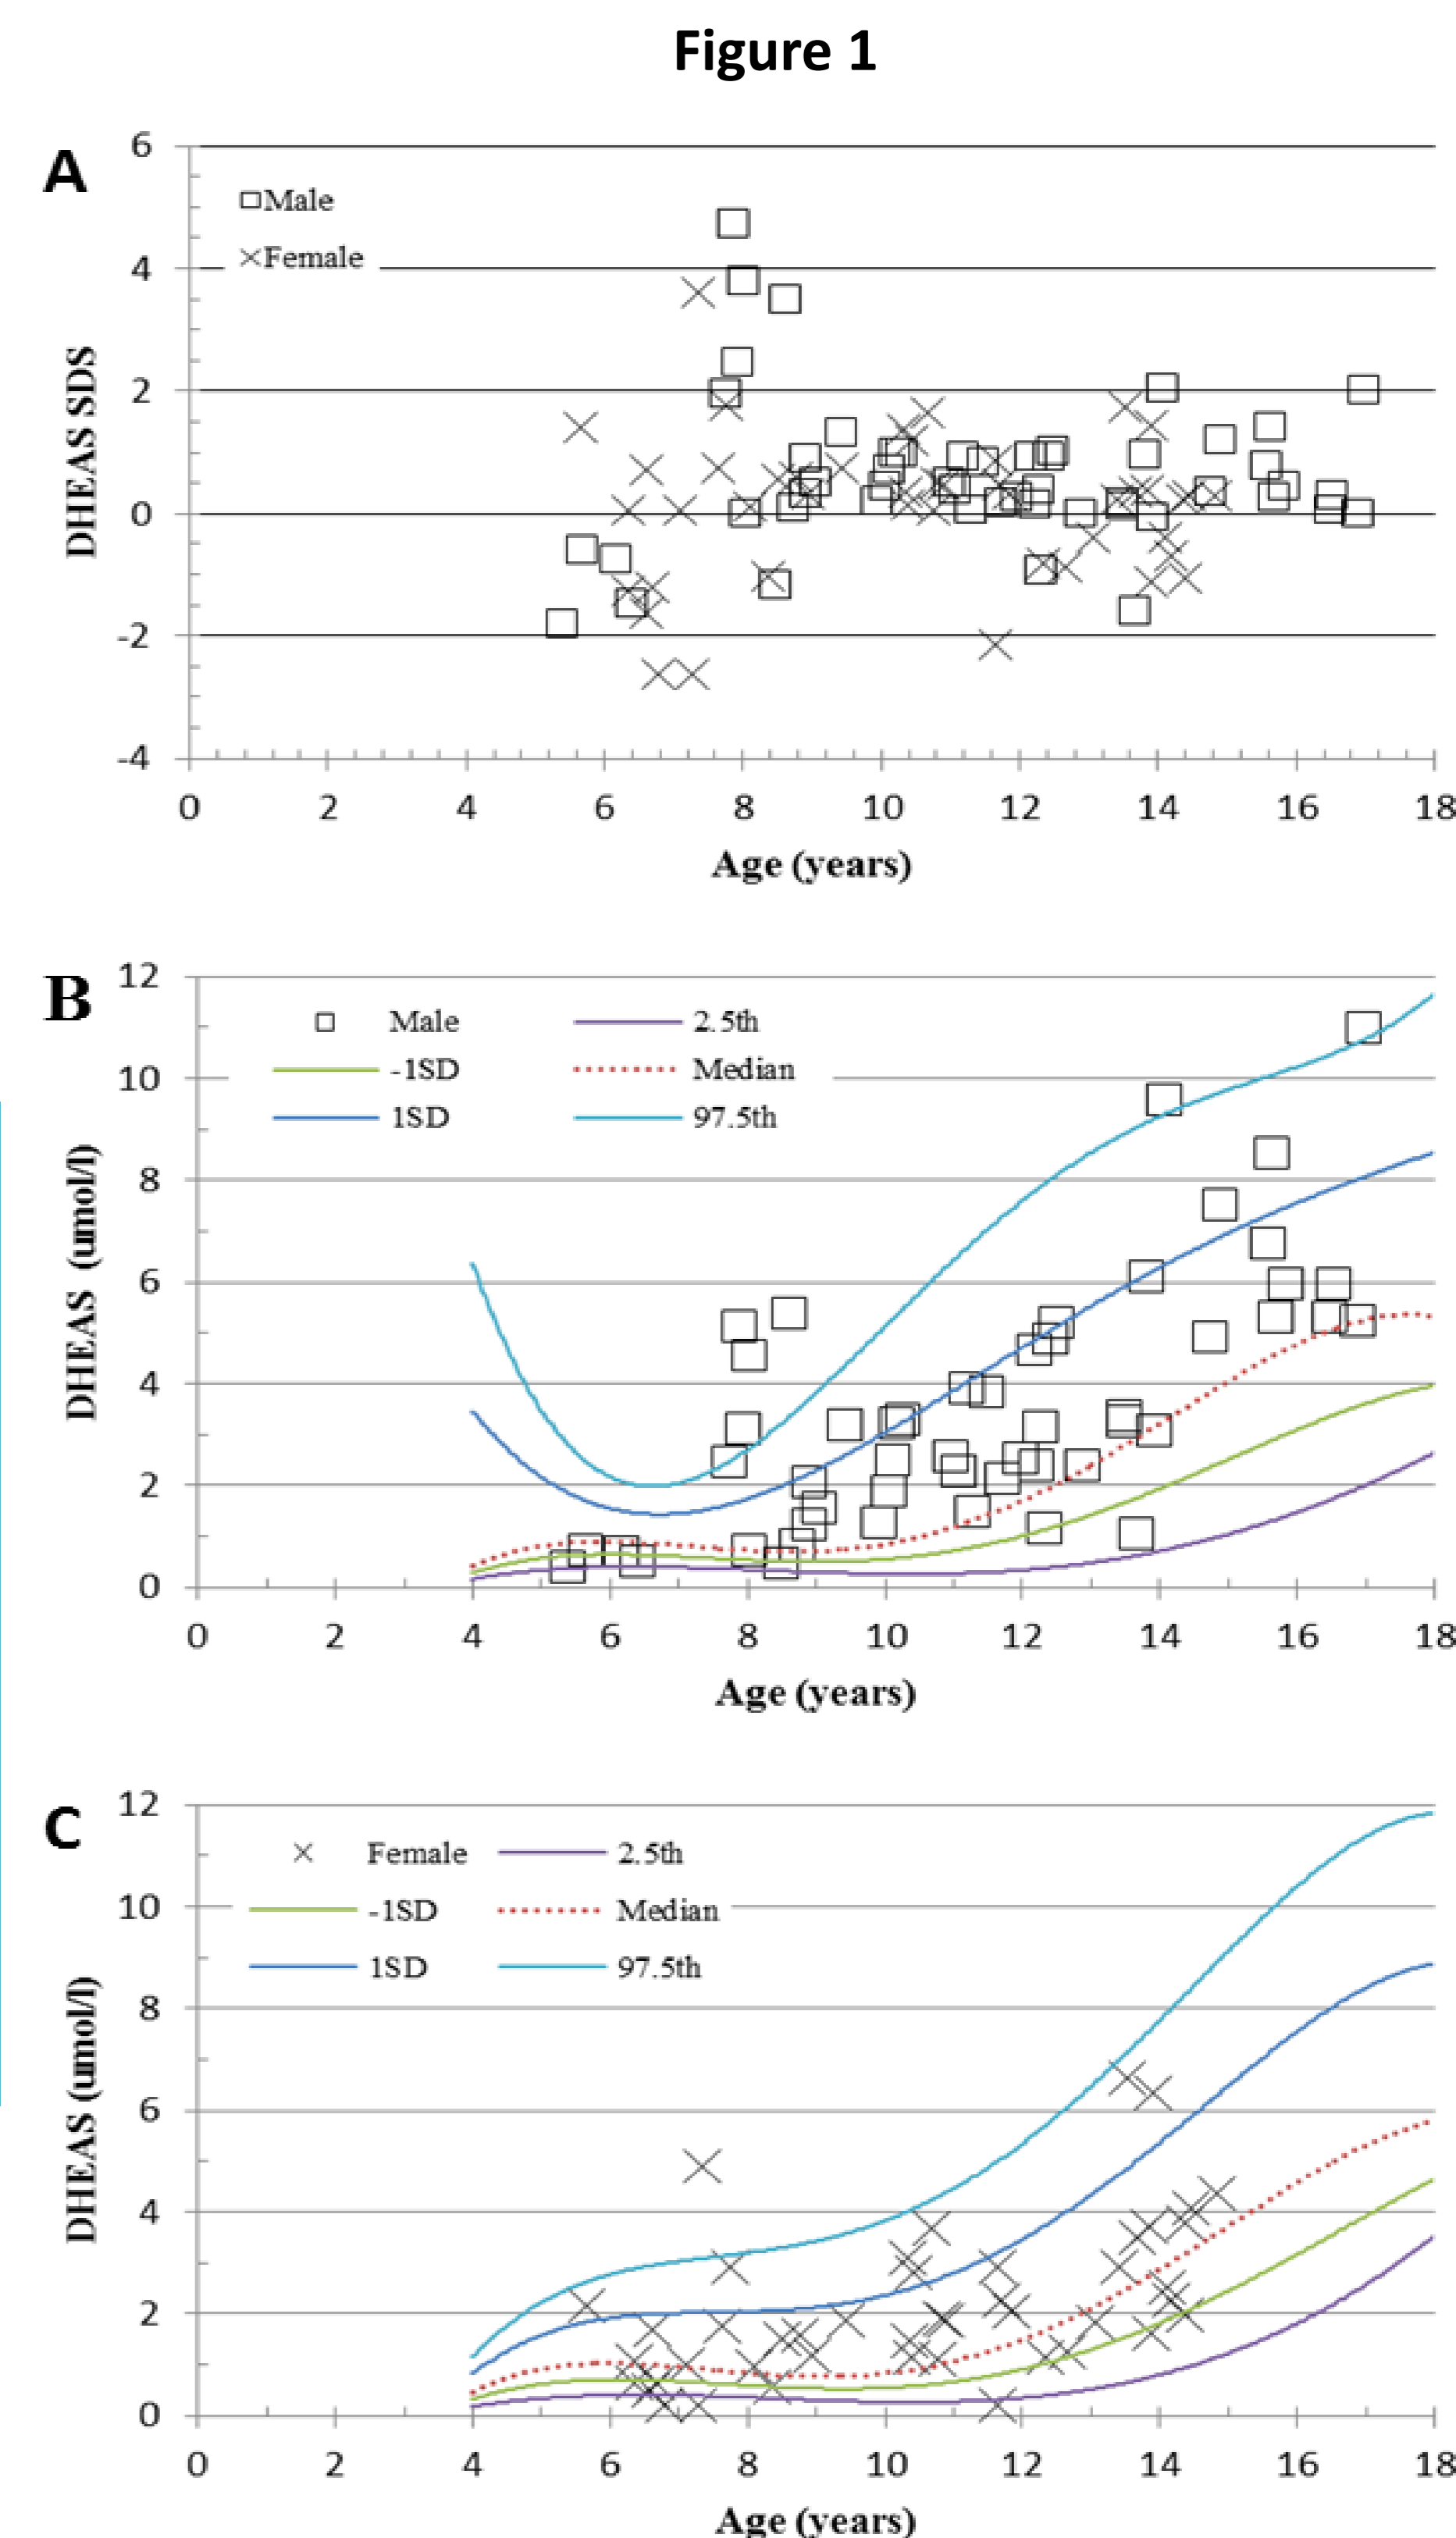 Figure 1
A
6
Male
Female
4
2
0
-2
-4
DHEAS SDS
0 2 4 6 8 10 12 14 16 18
Age (years)
B
12
Male 2.5th
-1SD Median
1SD 97.5th
10
8
6
4
2
0
DHEAS (umol/l)
0 2 4 6 8 10 12 14 16 18
Age (years)
C
12
Female 2.5th
-1SD Median
1SD 97.5th
10
8
6
4
2
0
DHEAS (umol/l)
0 2 4 6 8 10 12 14 16 18
Age (years)